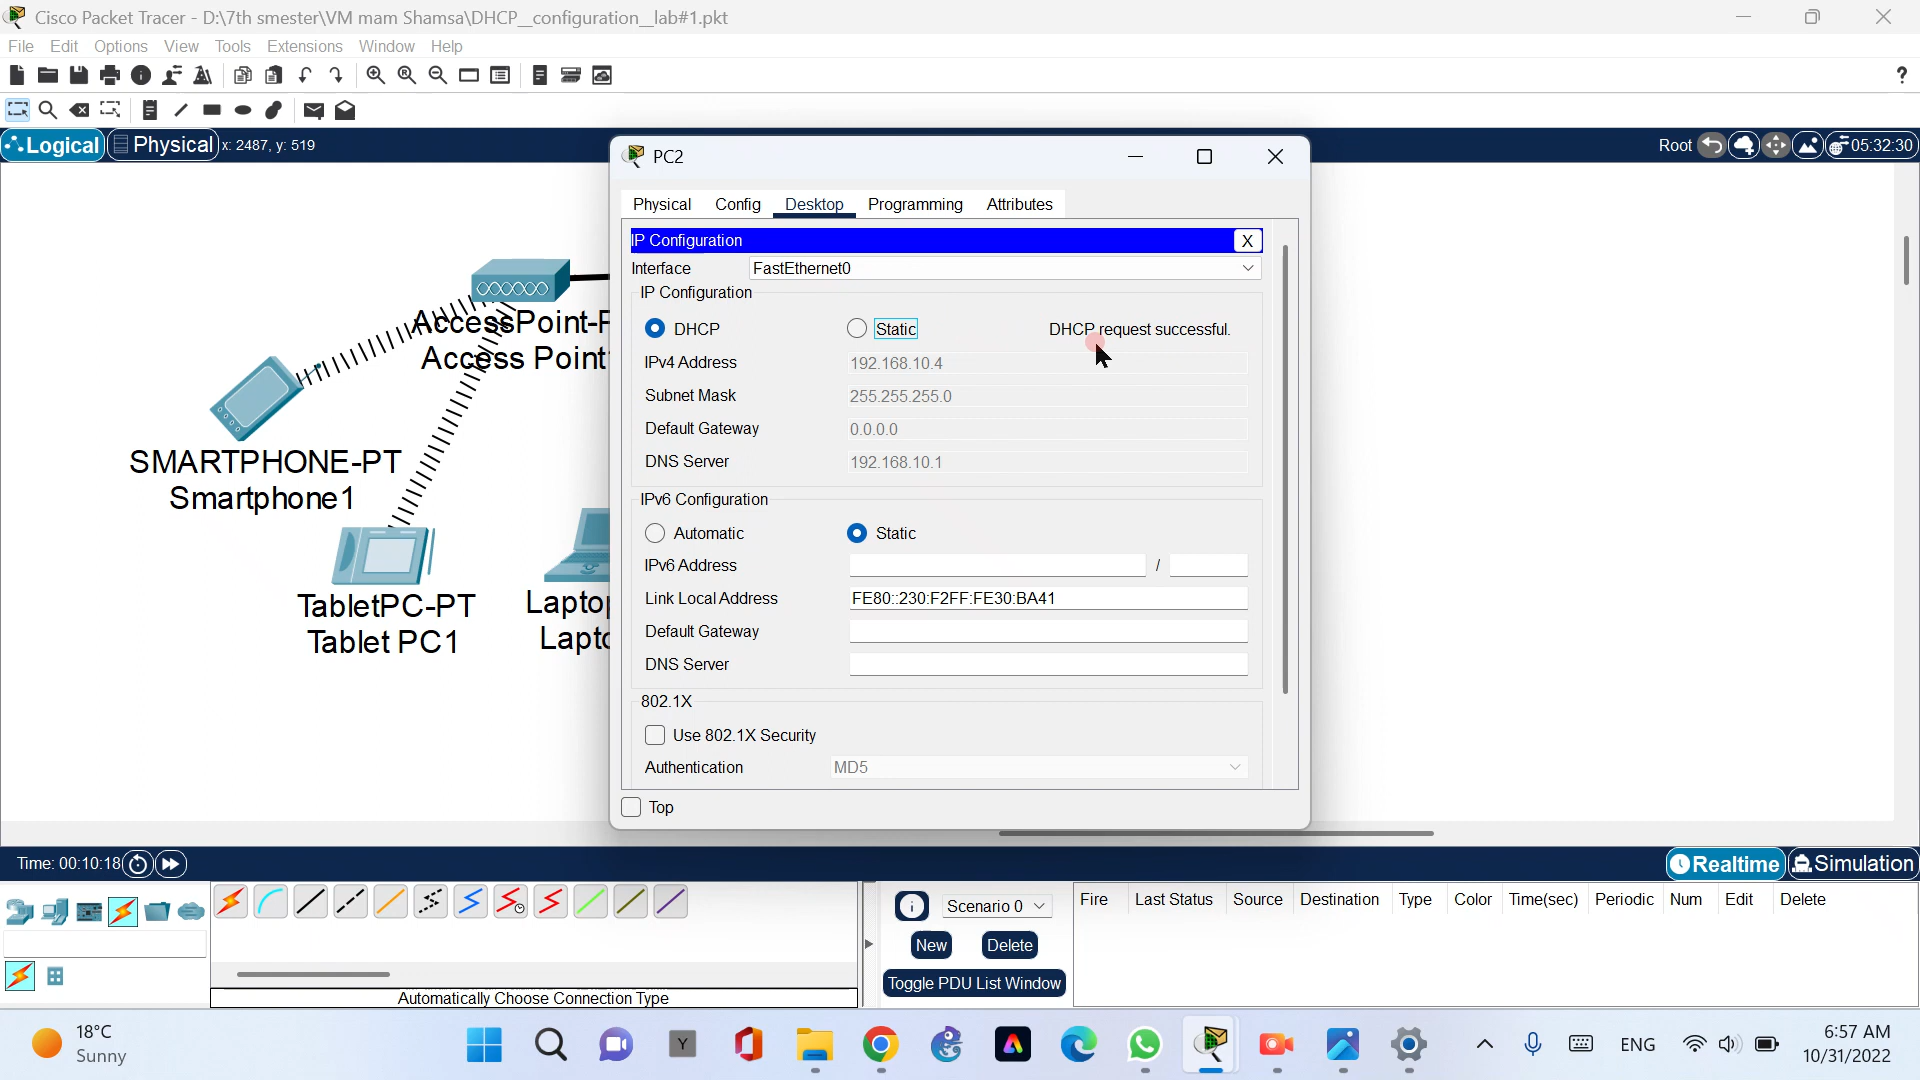 Cisco Packet Tracer - D:\7th smester\VM mam Shamsa\DHCP__configuration__lab#1.pkt
File Edit Options View Tools Extensions Window Help
?
Logical Physical x: 2487, y: 519 Root 05:32:30
PC2
Physical Config Desktop Programming Attributes
IP Configuration X
Interface FastEthernet0
IP Configuration
DHCP Static DHCP request successful.
IPv4 Address 192.168.10.4
Subnet Mask 255.255.255.0
Default Gateway 0.0.0.0
DNS Server 192.168.10.1
IPv6 Configuration
Automatic Static
IPv6 Address /
Link Local Address FE80::230:F2FF:FE30:BA41
Default Gateway
DNS Server
802.1X
Use 802.1X Security
Authentication MD5
Top
AccessPoint-P
Access Point
SMARTPHONE-PT
Smartphone1
TabletPC-PT
Tablet PC1
Laptop
Lapto
Time: 00:10:18 Realtime Simulation
Scenario 0
New Delete
Toggle PDU List Window
Fire Last Status Source Destination Type Color Time(sec) Periodic Num Edit Delete
Automatically Choose Connection Type
18°C
Sunny
Y
ENG
6:57 AM
10/31/2022